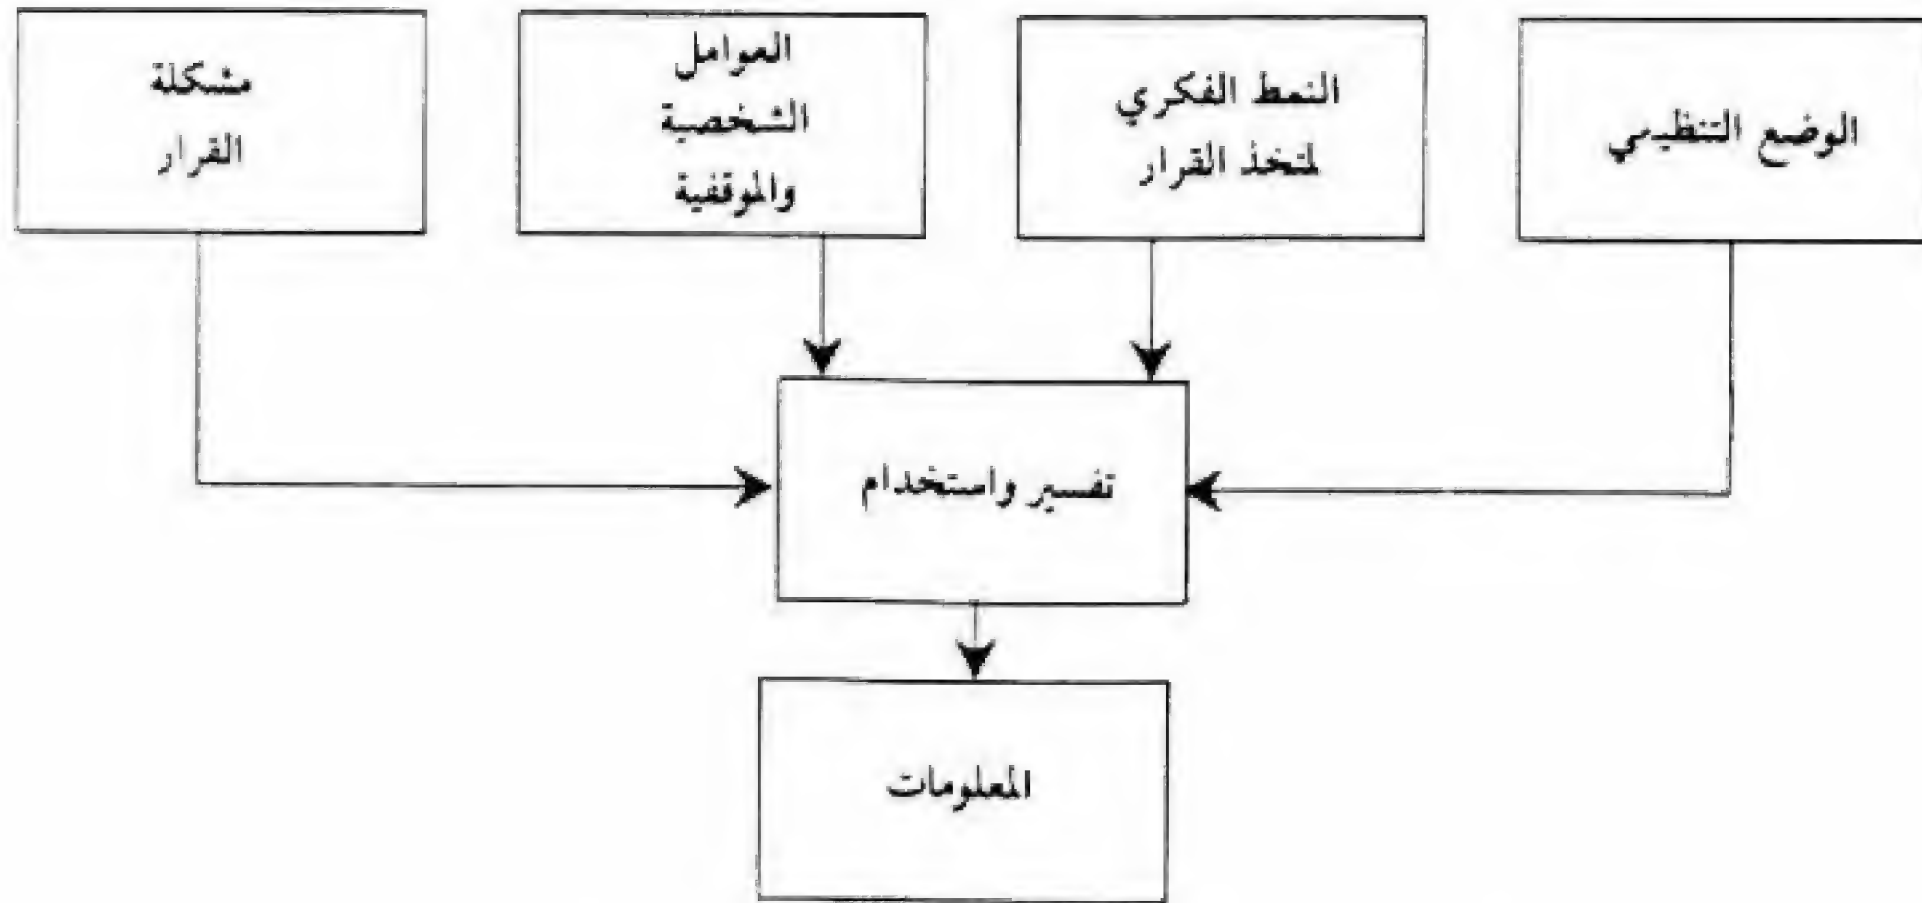 الوضع التنظيمي
النمط الفكري
لمتخذ القرار
العوامل
الشخصية
والموقفية
مشكلة
القرار
تفسير واستخدام
المعلومات